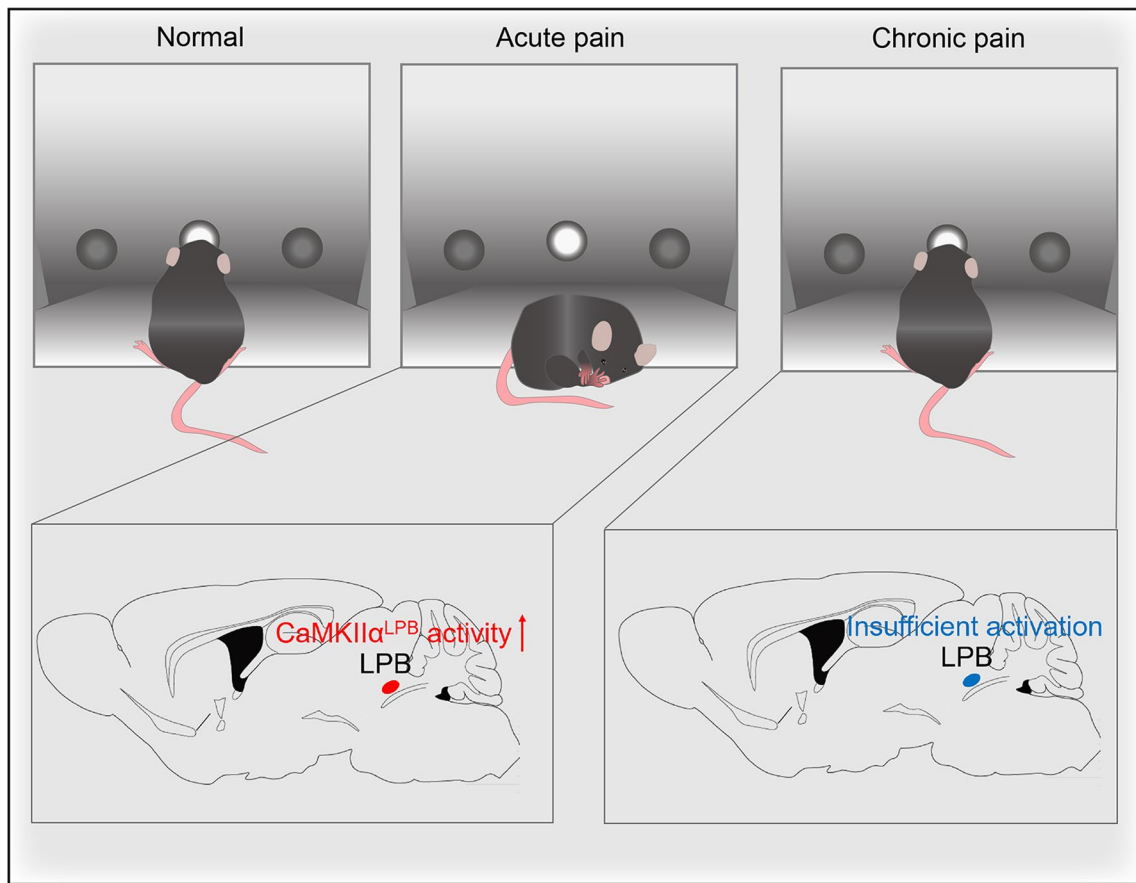 Normal
Acute pain
Chronic pain
CaMKIIα^LPB activity ↑
LPB
Insufficient activation
LPB